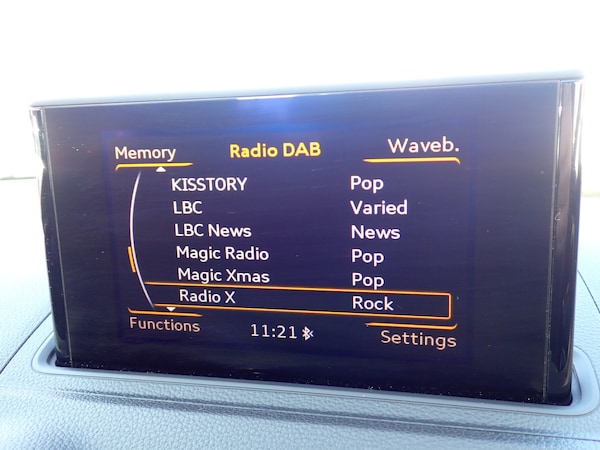 Memory Radio DAB Waveb.
KISSTORY Pop
LBC Varied
LBC News News
Magic Radio Pop
Magic Xmas Pop
Radio X Rock
Functions 11:21 Settings